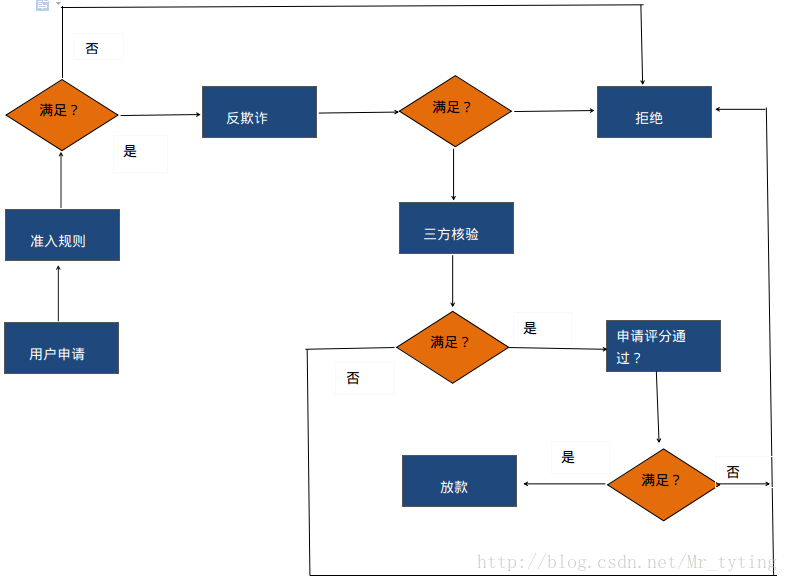 否
满足？
反欺诈
满足？
拒绝
是
准入规则
三方核验
用户申请
满足？
是
申请评分通
过？
否
放款
是
满足？
否
http://blog.csdn.net/Mr_tyting